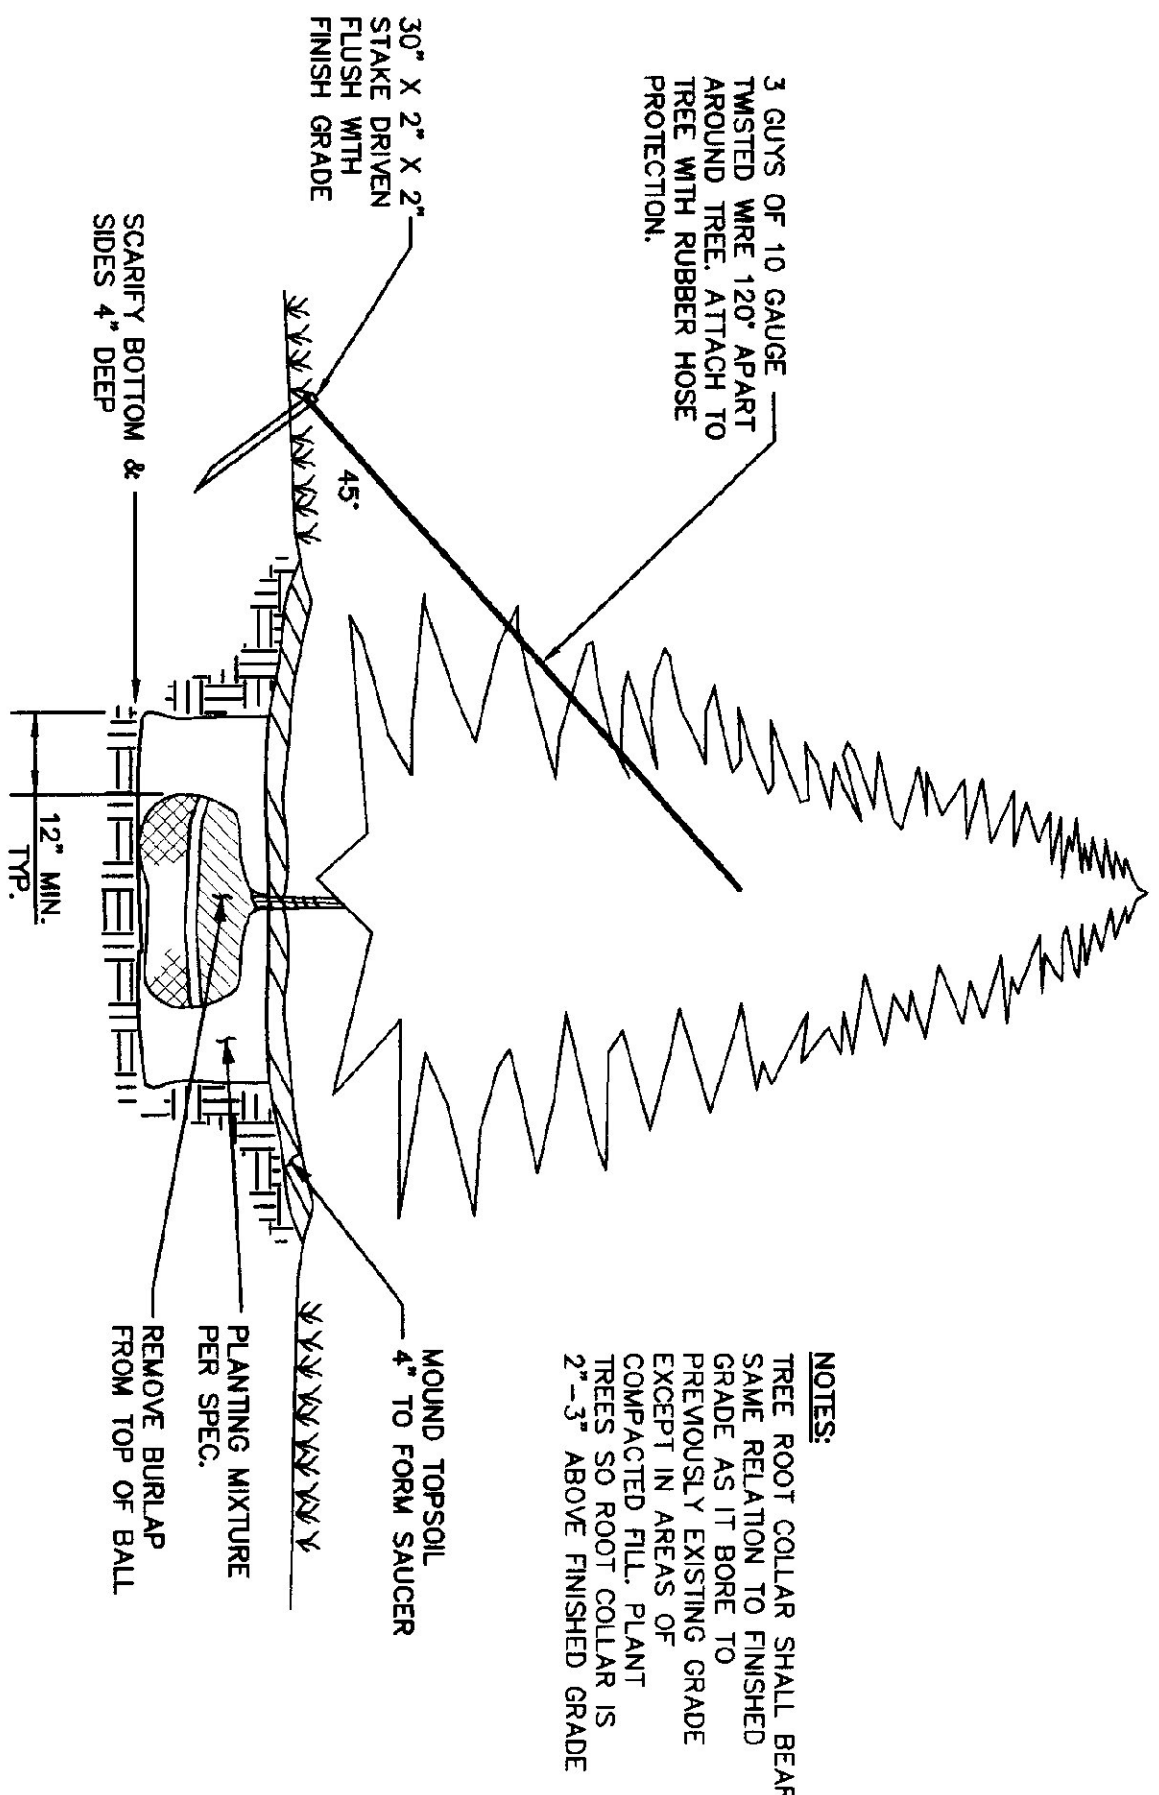 3 GUYS OF 10 GAUGE
TWISTED WIRE 120° APART
AROUND TREE. ATTACH TO
TREE WITH RUBBER HOSE
PROTECTION.
30" X 2" X 2"
STAKE DRIVEN
FLUSH WITH
FINISH GRADE
45°
SCARIFY BOTTOM &
SIDES 4" DEEP
12" MIN.
TYP.
NOTES:
TREE ROOT COLLAR SHALL BEAR
SAME RELATION TO FINISHED
GRADE AS IT BORE TO
PREVIOUSLY EXISTING GRADE
EXCEPT IN AREAS OF
COMPACTED FILL. PLANT
TREES SO ROOT COLLAR IS
2"-3" ABOVE FINISHED GRADE
MOUND TOPSOIL
4" TO FORM SAUCER
PLANTING MIXTURE
PER SPEC.
REMOVE BURLAP
FROM TOP OF BALL